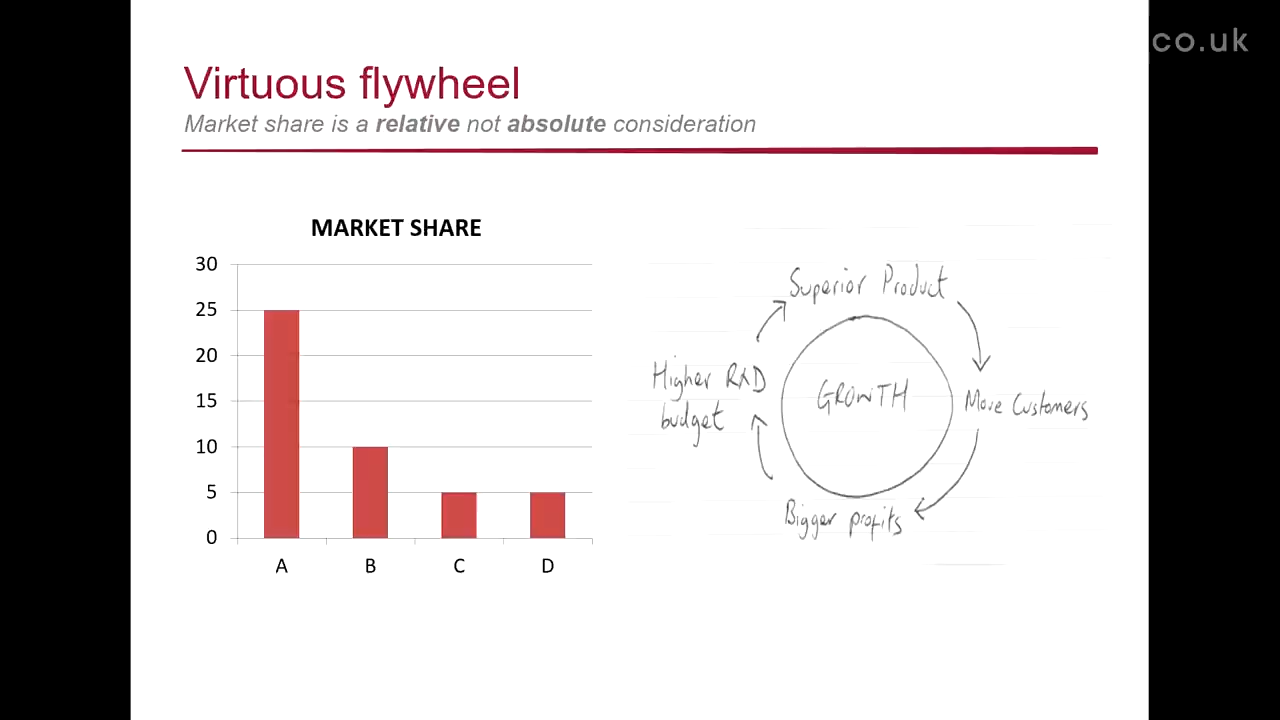 co.uk
Virtuous flywheel
Market share is a relative not absolute consideration
MARKET SHARE
30
25
20
15
10
5
0
A B C D
Superior Product
Higher R&D
budget
GROWTH
More Customers
Bigger profits